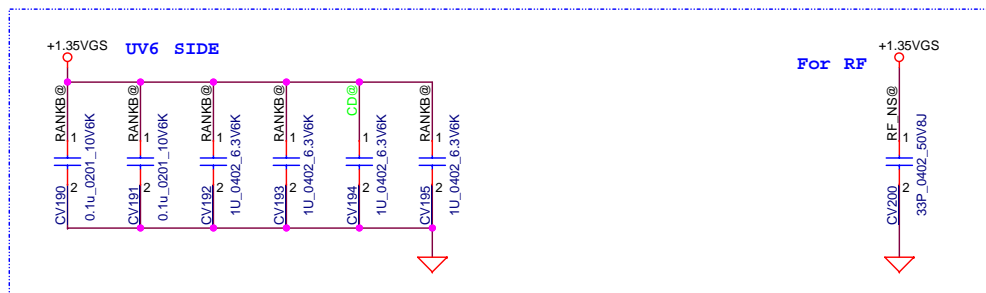 +1.35VGS
UV6 SIDE
RANKB@
1
2
CV190
0.1u_0201_10V6K
RANKB@
1
2
CV191
0.1u_0201_10V6K
RANKB@
1
2
CV192
1U_0402_6.3V6K
RANKB@
1
2
CV193
1U_0402_6.3V6K
CD@
1
2
CV194
1U_0402_6.3V6K
RANKB@
1
2
CV195
1U_0402_6.3V6K
For RF
+1.35VGS
RF_NS@
1
2
CV200
33P_0402_50V8J